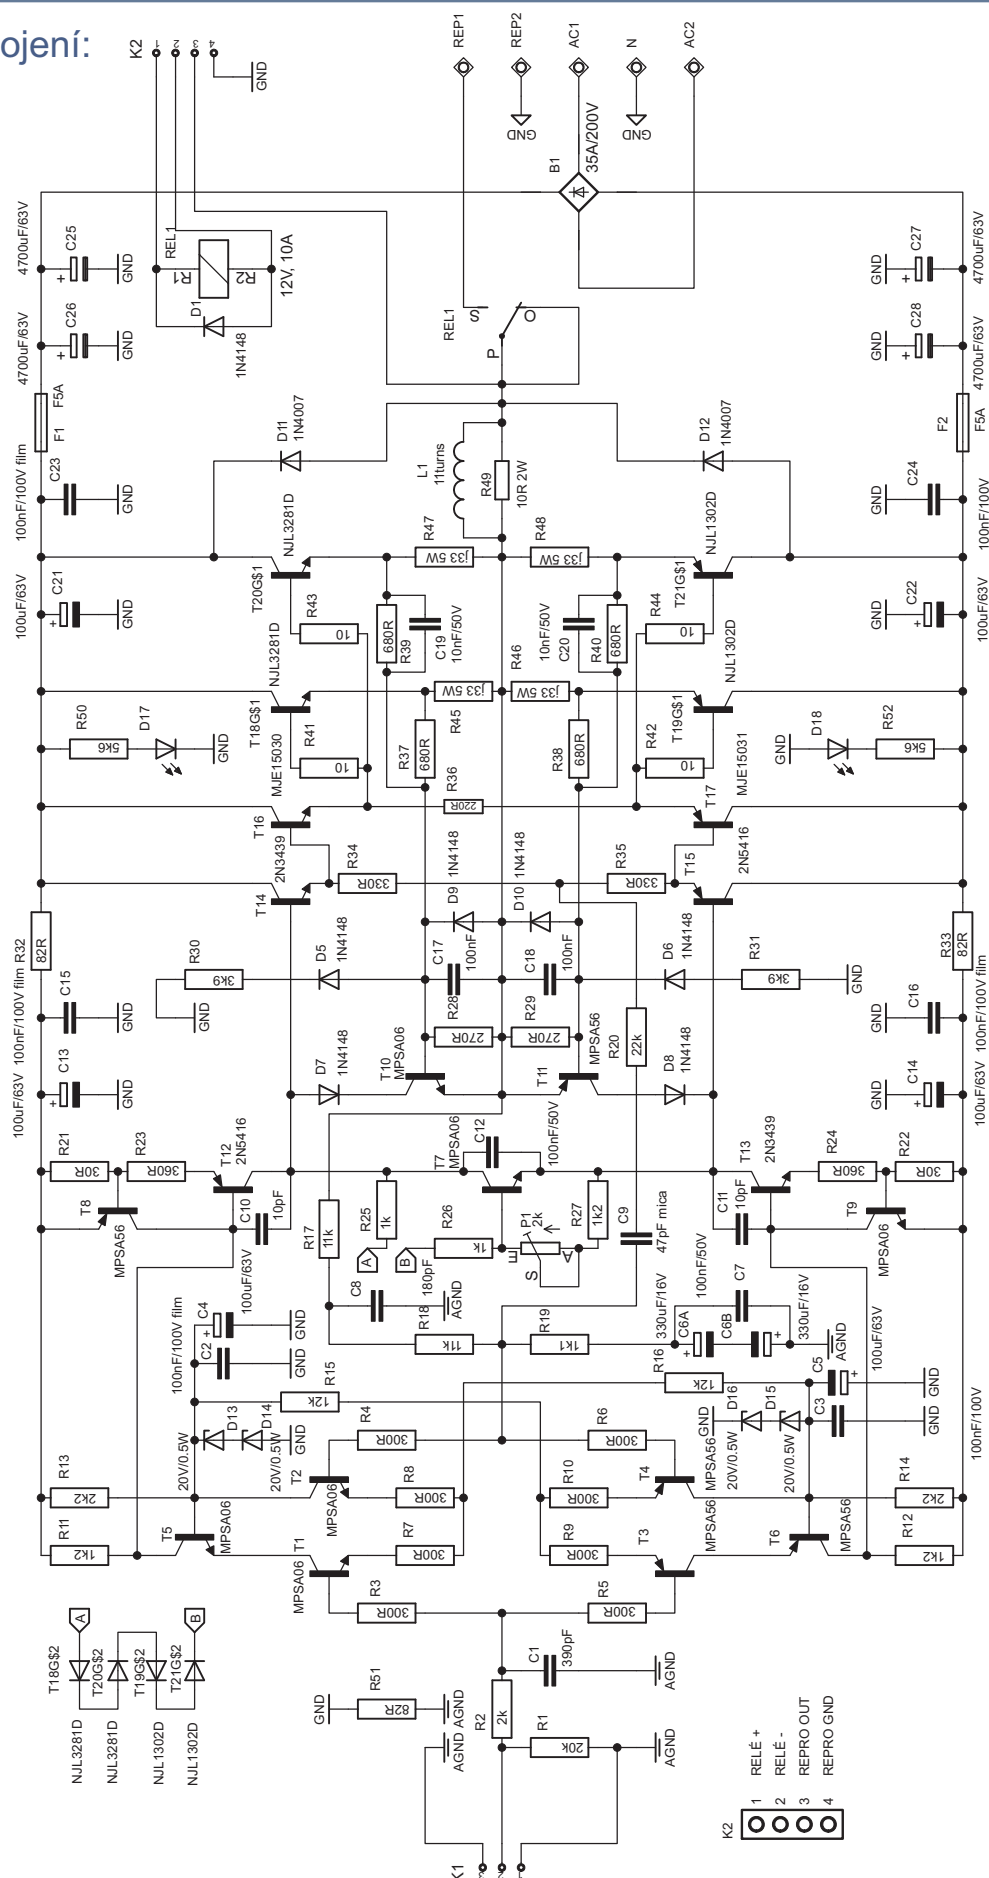 ojení:
K2
1
2
3
4
GND
REP1
REP2
GND
AC1
N
GND
AC2
B1
35A/200V
4700uF/63V
C25
GND
4700uF/63V
C26
GND
REL1
R1
R2
12V, 10A
D1
1N4148
REL1
S
O
P
C27
4700uF/63V
GND
C28
4700uF/63V
GND
F1
F5A
F2
F5A
100nF/100V film
C23
GND
D11
1N4007
D12
1N4007
L1
11turns
R49
10R 2W
C24
100nF/100V
GND
100uF/63V
C21
GND
T20G$1
NJL3281D
R43
10
R47
j33 5W
R48
j33 5W
R39
680R
C19
10nF/50V
C20
10nF/50V
R40
680R
R44
10
T21G$1
NJL1302D
C22
100uF/63V
GND
R50
5k6
D17
GND
T18G$1
NJL3281D
MJE15030
R41
10
R45
j33 5W
R46
j33 5W
R37
680R
R38
680R
R36
220R
R42
10
T19G$1
NJL1302D
MJE15031
D18
GND
R52
5k6
T16
2N3439
T14
R34
330R
R35
330R
T17
T15
2N5416
R32
82R
R33
82R
100nF/100V film
C15
GND
R30
3k9
GND
D5
1N4148
D9
1N4148
D10
1N4148
C17
100nF
C18
100nF
D6
1N4148
R31
3k9
GND
C16
100nF/100V film
GND
100uF/63V
C13
GND
D7
1N4148
T10
MPSA06
R28
270R
R29
270R
T11
MPSA56
R20
22k
D8
1N4148
C14
100uF/63V
GND
R21
30R
R23
360R
T8
MPSA56
T12
2N5416
C10
10pF
R17
11k
R25
1k
A
T7
MPSA06
C12
100nF/50V
R26
1k
B
P1
2k
E
A
S
R27
1k2
C9
47pF mica
C11
10pF
T13
2N3439
R24
360R
R22
30R
T9
MPSA06
100nF/100V film
C2
GND
C4
100uF/63V
GND
C8
180pF
AGND
R18
11k
R19
1k1
330uF/16V
C6A
C6B
330uF/16V
C7
100nF/50V
AGND
C5
100uF/63V
GND
C3
GND
100nF/100V
R15
12k
R16
12k
D13
20V/0.5W
D14
20V/0.5W
GND
D16
20V/0.5W
D15
20V/0.5W
GND
R13
2k2
R11
1k2
T5
MPSA06
T2
MPSA06
T1
MPSA06
R4
300R
R8
300R
R7
300R
R3
300R
R6
300R
R10
300R
R9
300R
R5
300R
T4
MPSA56
T3
MPSA56
T6
MPSA56
R14
2k2
R12
1k2
A
T18G$2
T20G$2
T19G$2
T21G$2
B
NJL3281D
NJL3281D
NJL1302D
NJL1302D
GND
R51
82R
AGND
AGND
C1
390pF
AGND
R2
2k
R1
20k
AGND
K1
3
2
1
K2
1
2
3
4
RELÉ +
RELÉ -
REPRO OUT
REPRO GND